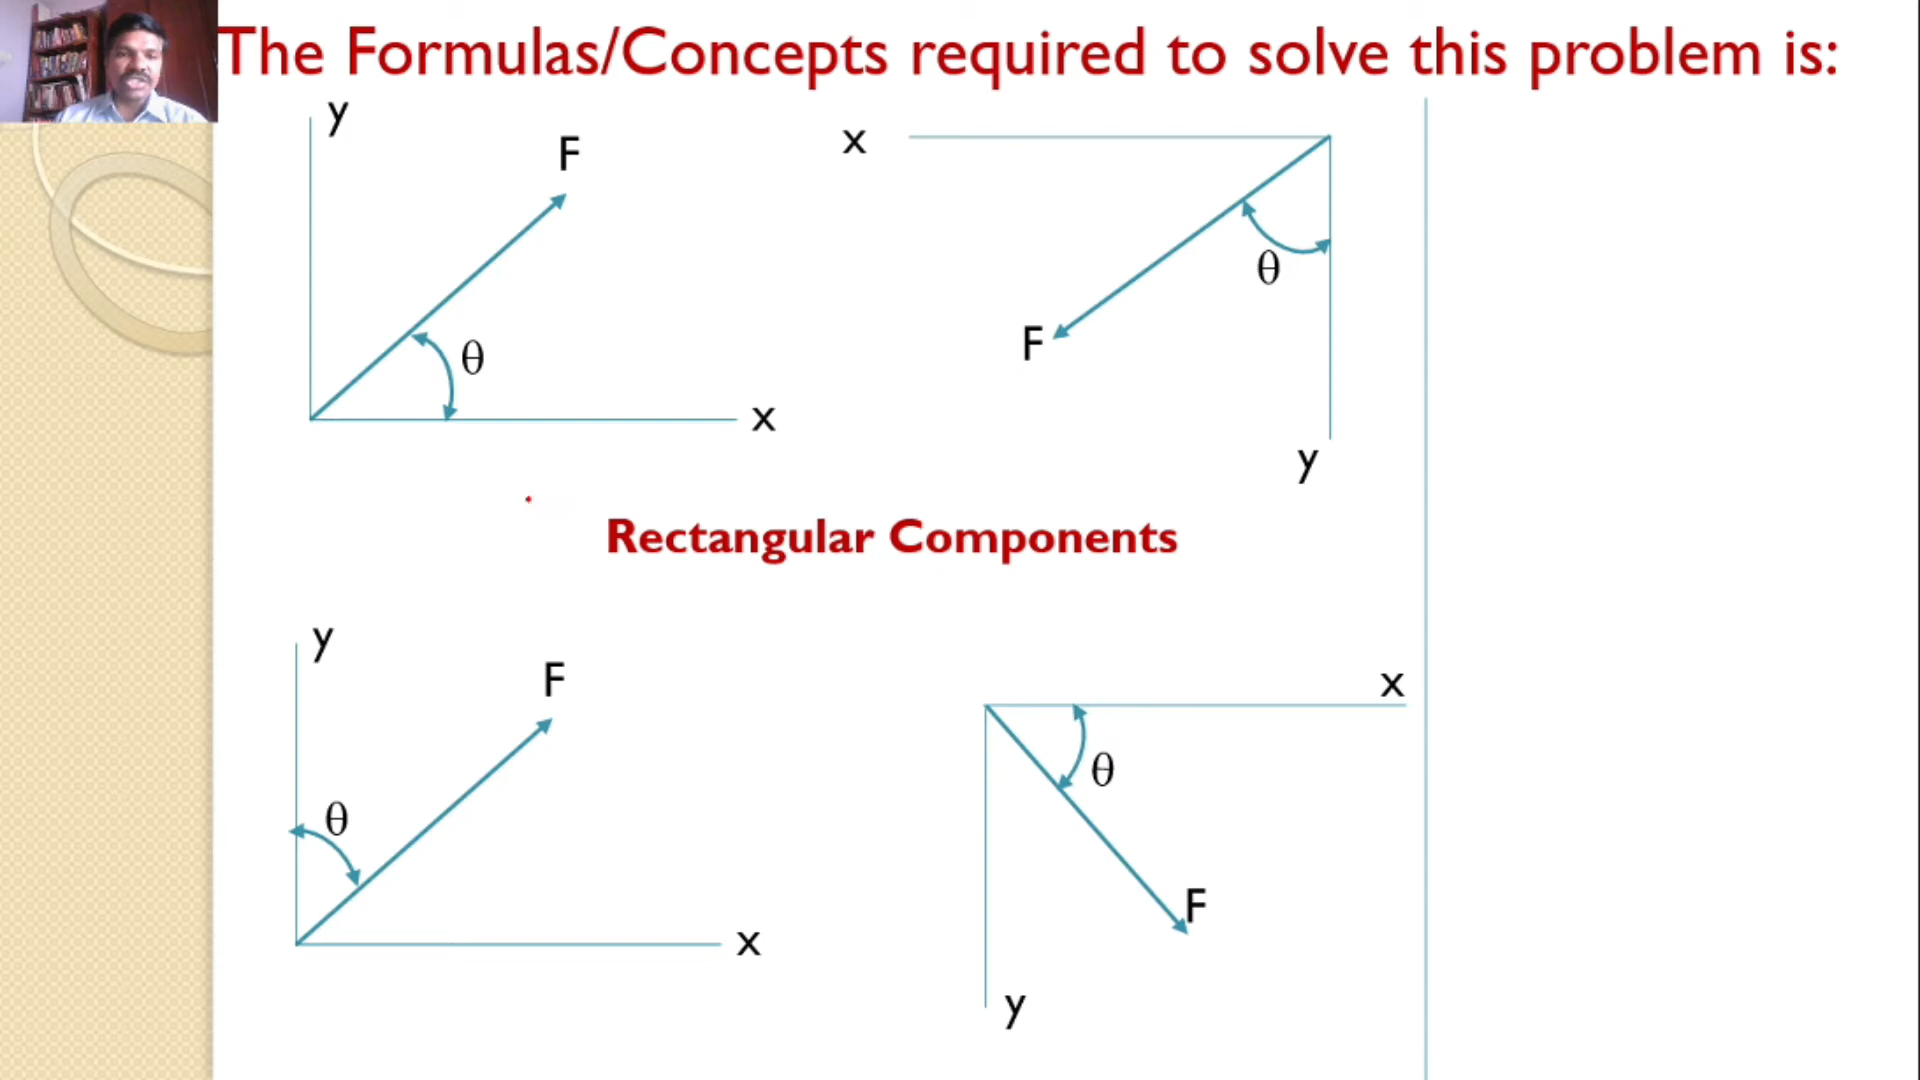 The Formulas/Concepts required to solve this problem is:
y
F
θ
x
x
θ
F
y
Rectangular Components
y
F
θ
x
x
θ
F
y